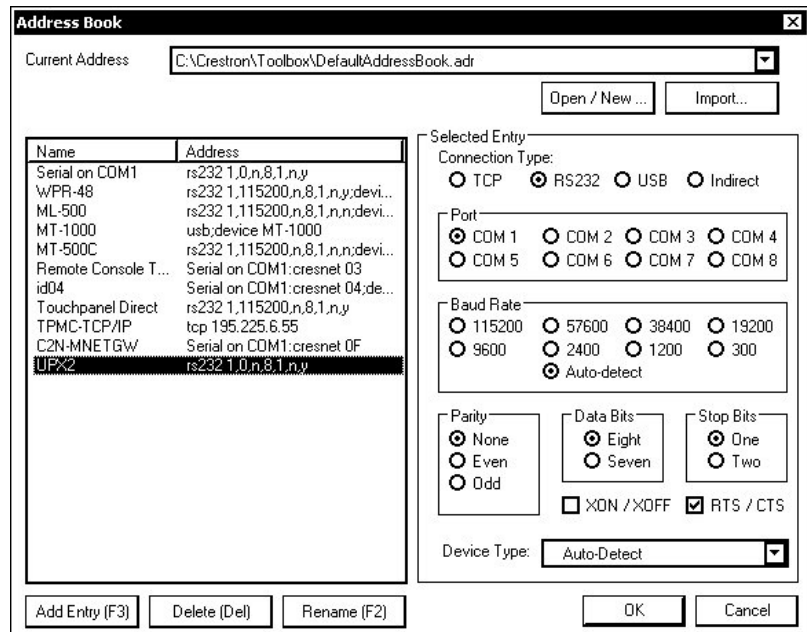 Address Book
Current Address C:\Crestron\Toolbox\DefaultAddressBook.adr
Open / New ... Import...
Name Address
Serial on COM1 rs232 1,0,n,8,1,n,y
WPR-48 rs232 1,115200,n,8,1,n,y;devi...
ML-500 rs232 1,115200,n,8,1,n,n;devi...
MT-1000 usb;device MT-1000
MT-500C rs232 1,115200,n,8,1,n,n;devi...
Remote Console T... Serial on COM1:cresnet 03
id04 Serial on COM1:cresnet 04;de...
Touchpanel Direct rs232 1,115200,n,8,1,n,y
TPMC-TCP/IP tcp 195.225.6.55
C2N-MNETGW Serial on COM1:cresnet 0F
UPX2 rs232 1,0,n,8,1,n,y
Selected Entry
Connection Type:
TCP RS232 USB Indirect
Port
COM 1 COM 2 COM 3 COM 4
COM 5 COM 6 COM 7 COM 8
Baud Rate
115200 57600 38400 19200
9600 2400 1200 300
Auto-detect
Parity Data Bits Stop Bits
None Eight One
Even Seven Two
Odd
XON / XOFF RTS / CTS
Device Type: Auto-Detect
Add Entry (F3) Delete (Del) Rename (F2) OK Cancel